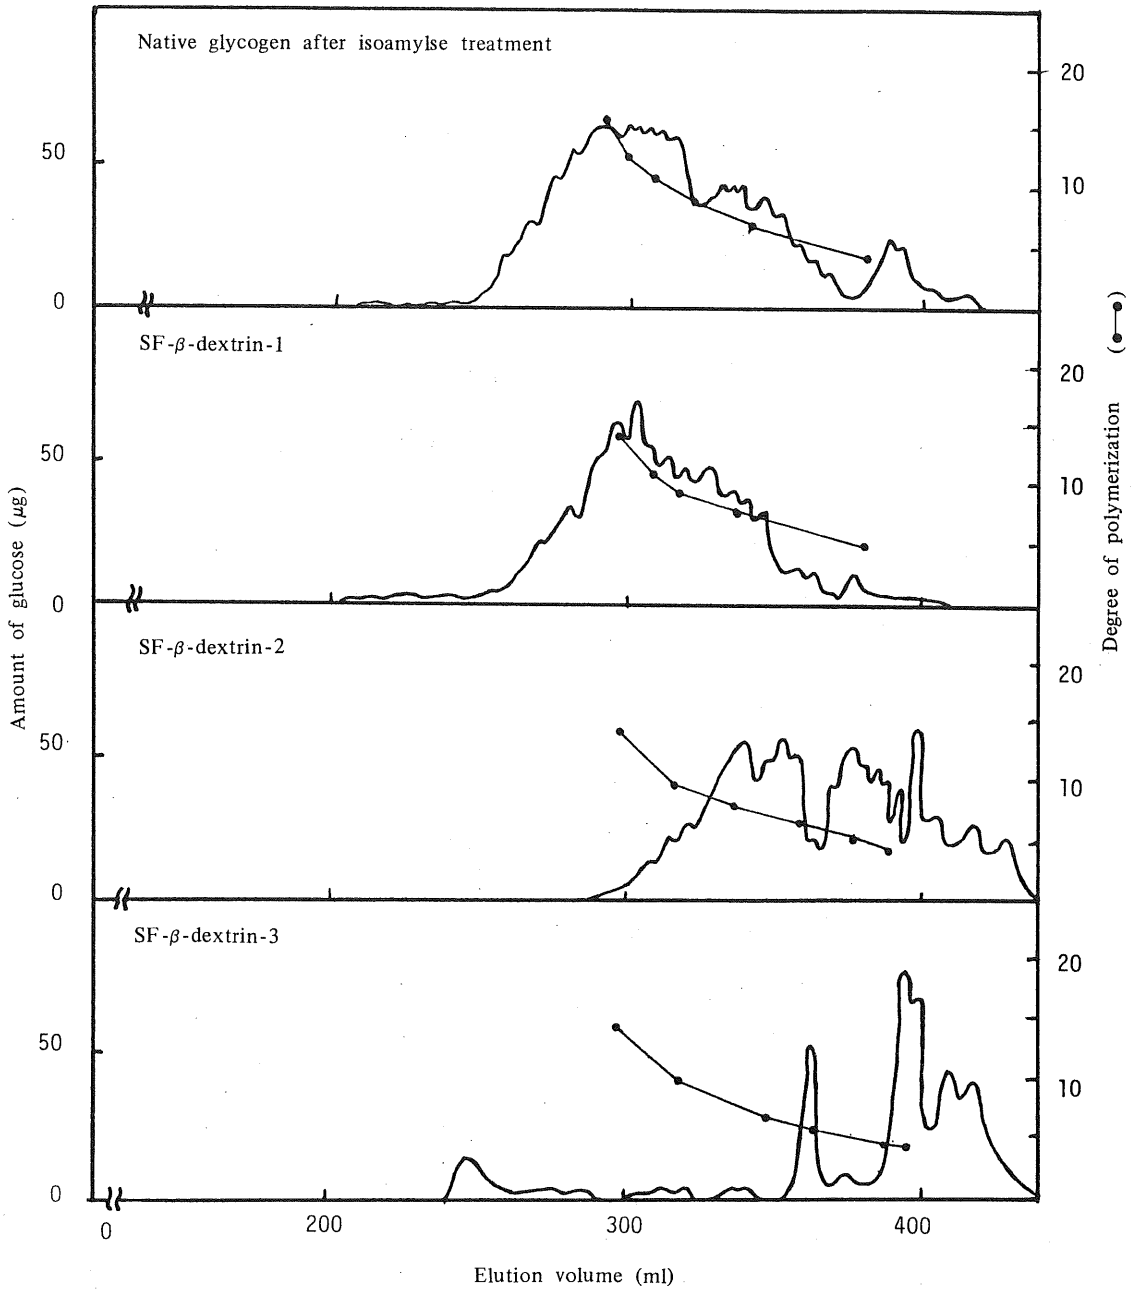 Native glycogen after isoamylse treatment
20
50
10
0
SF-β-dextrin-1
20
50
10
0
SF-β-dextrin-2
20
50
10
0
SF-β-dextrin-3
20
50
10
0
0
200
300
400
Elution volume (ml)
Amount of glucose (μg)
Degree of polymerization (●—●)